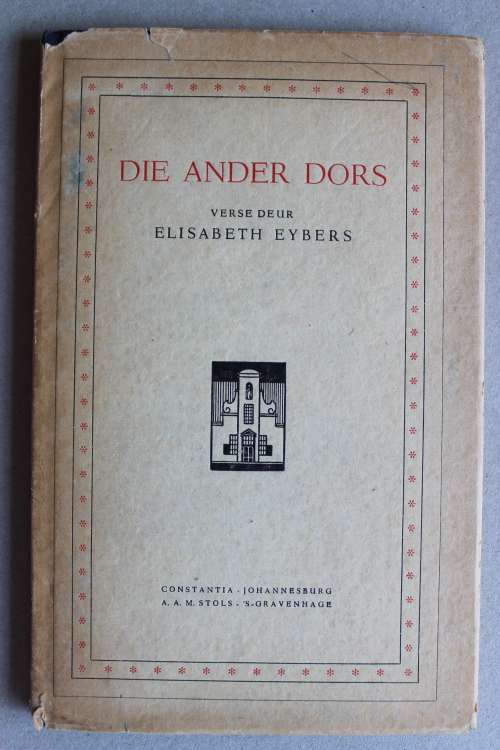 DIE ANDER DORS
VERSE DEUR
ELISABETH EYBERS
CONSTANTIA - JOHANNESBURG
A. A. M. STOLS - 'S-GRAVENHAGE